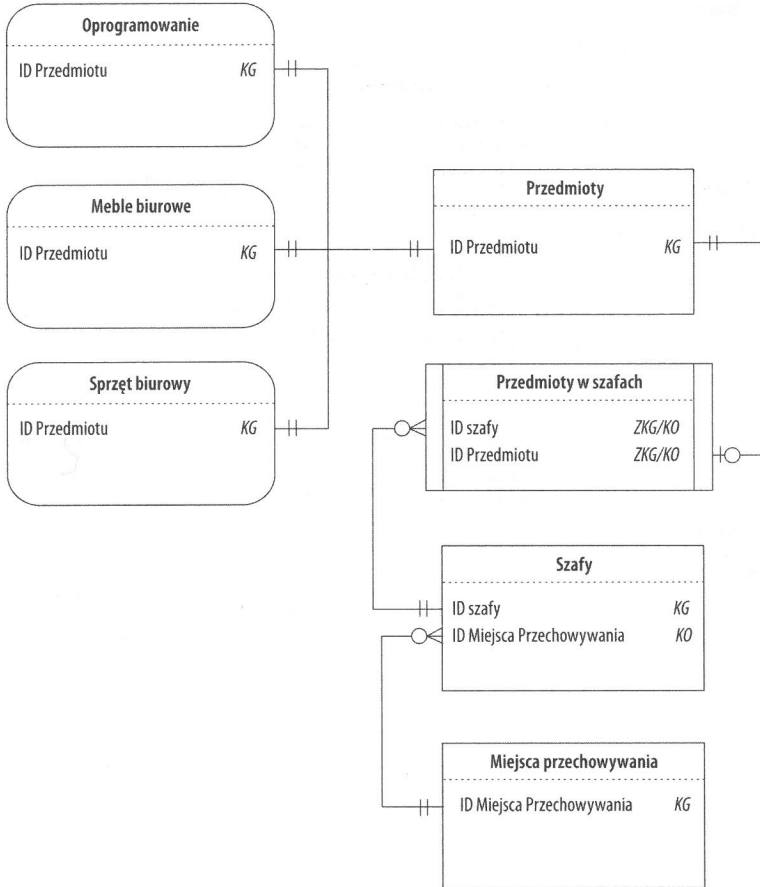 Oprogramowanie
ID Przedmiotu KG
Meble biurowe
ID Przedmiotu KG
Sprzęt biurowy
ID Przedmiotu KG
Przedmioty
ID Przedmiotu KG
Przedmioty w szafach
ID szafy ZKG/KO
ID Przedmiotu ZKG/KO
Szafy
ID szafy KG
ID Miejsca Przechowywania KO
Miejsca przechowywania
ID Miejsca Przechowywania KG